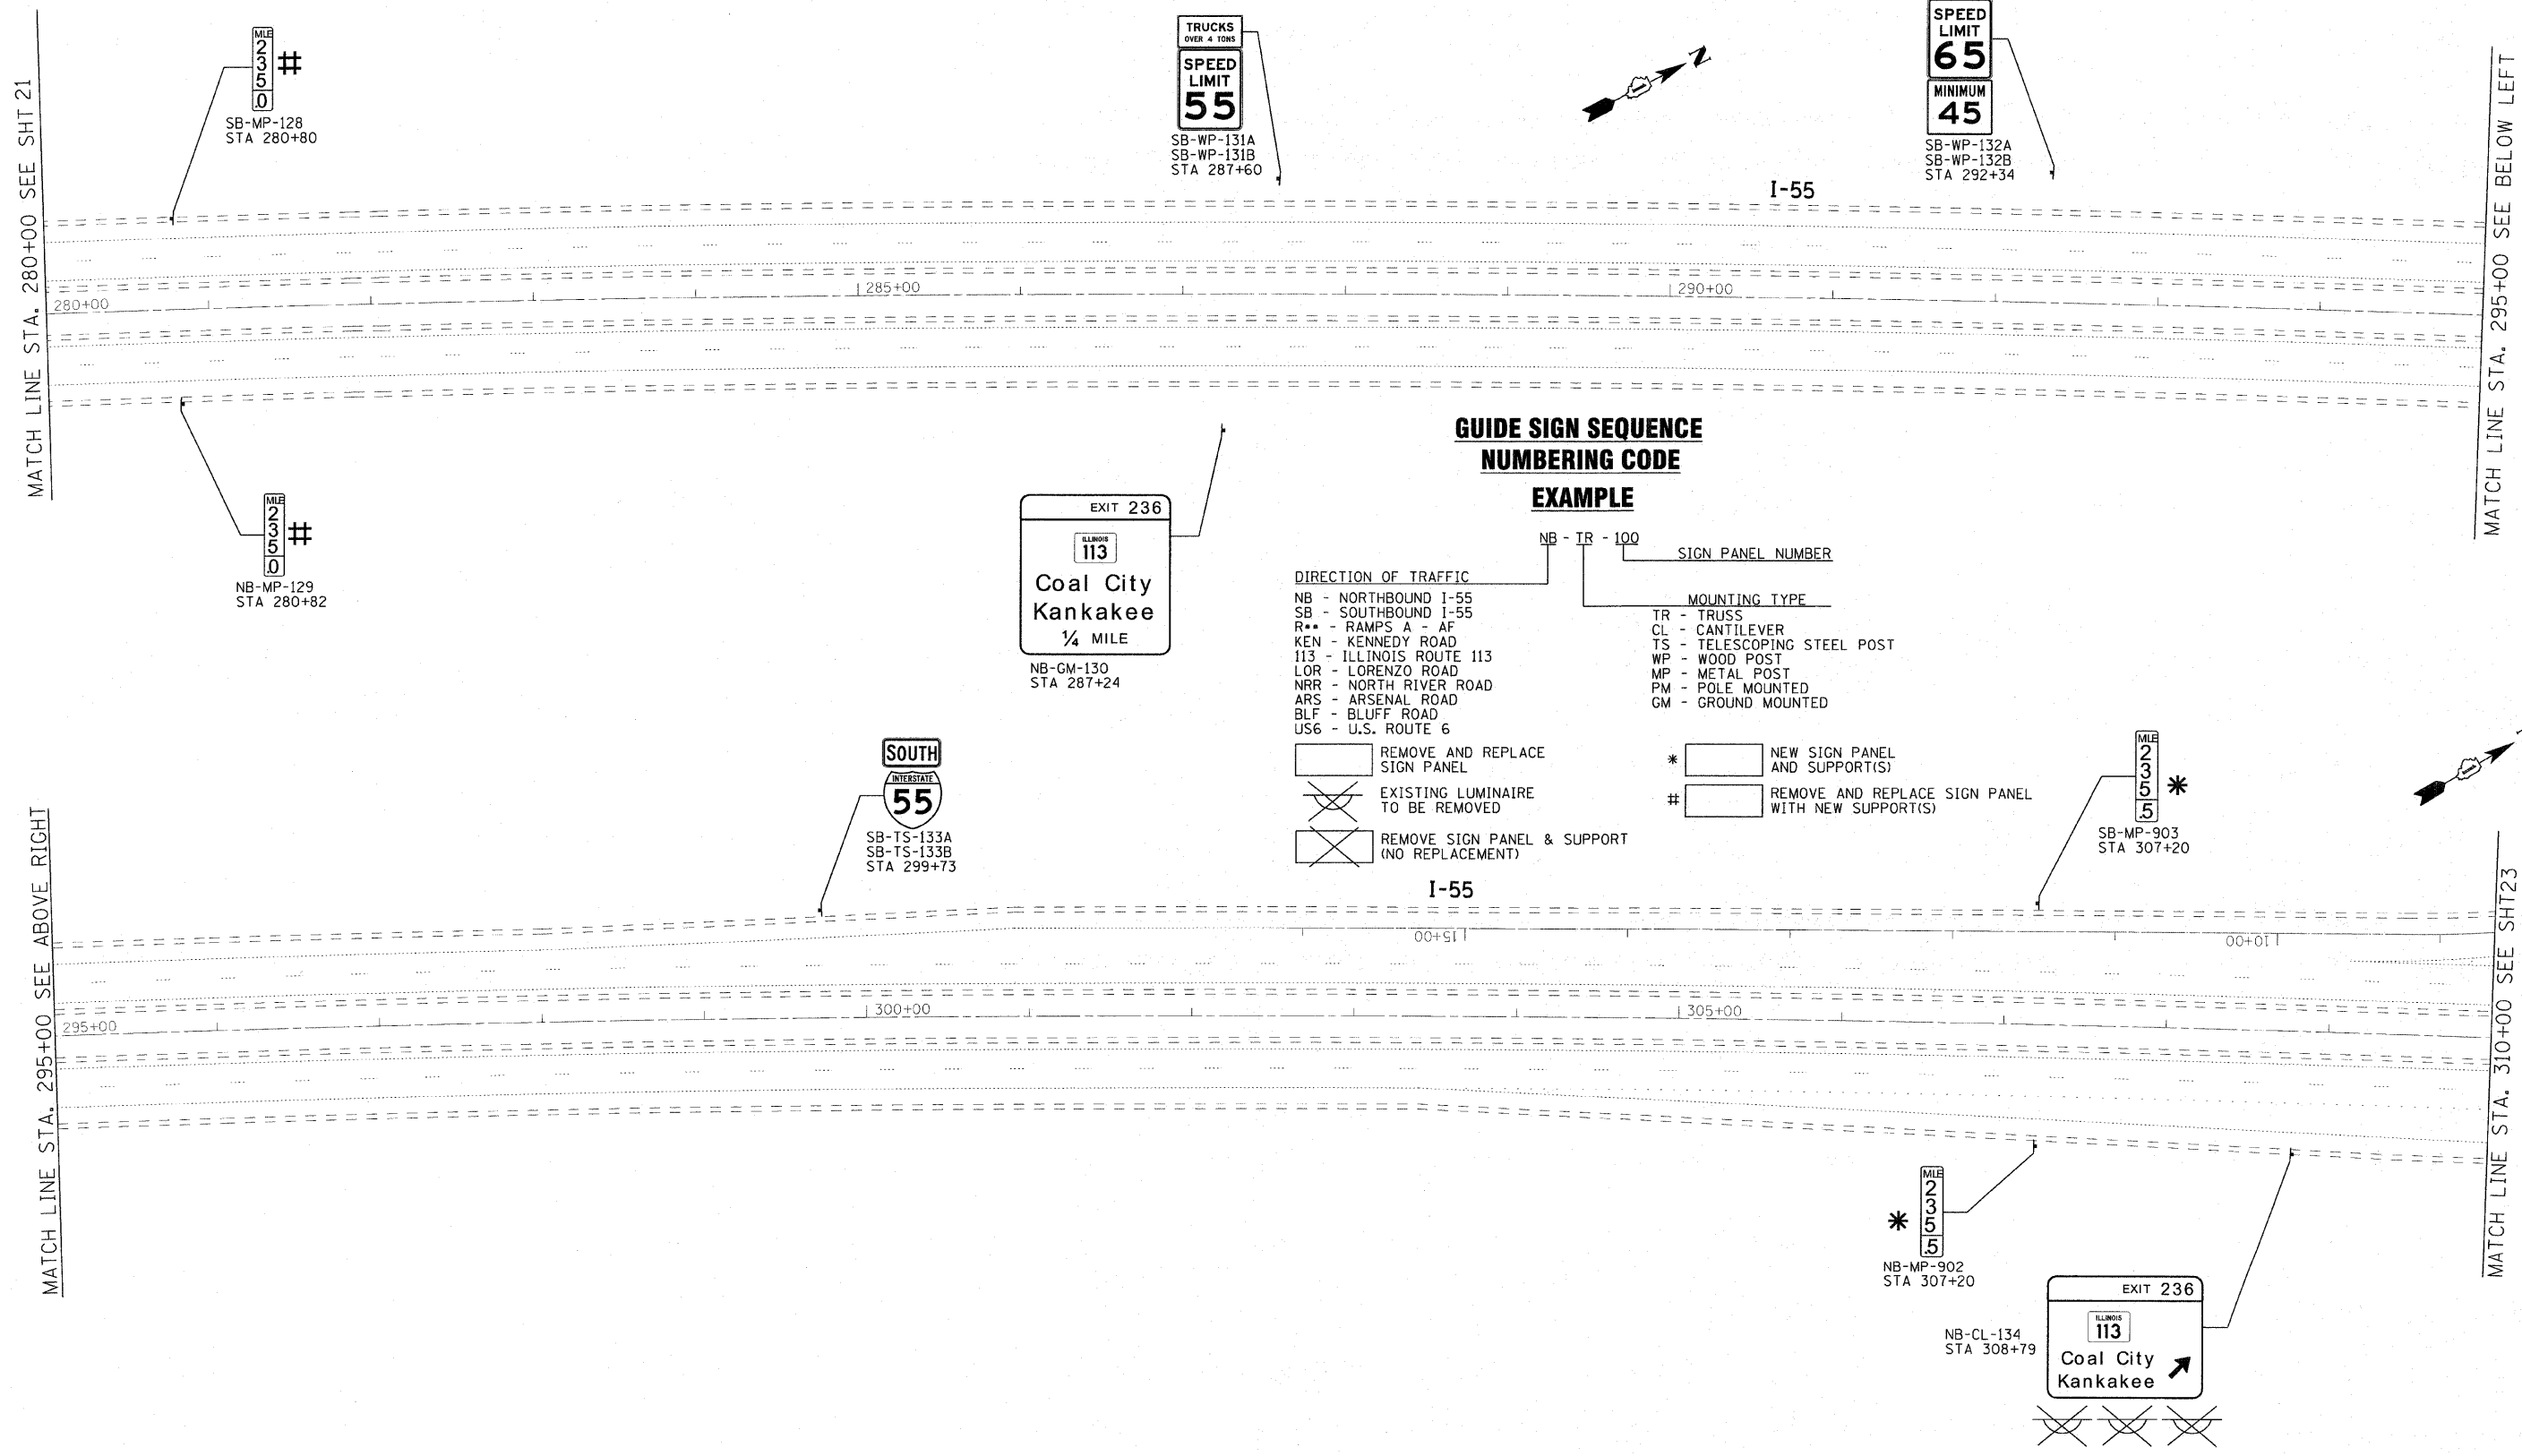 MATCH LINE STA. 280+00 SEE SHT 21
MILE
2
3
5
.0
#
SB-MP-128
STA 280+80
TRUCKS
OVER 4 TONS
SPEED
LIMIT
55
SB-WP-131A
SB-WP-131B
STA 287+60
N
SPEED
LIMIT
65
MINIMUM
45
SB-WP-132A
SB-WP-132B
STA 292+34
I-55
MATCH LINE STA. 295+00 SEE BELOW LEFT
280+00
285+00
290+00
MILE
2
3
5
.0
#
NB-MP-129
STA 280+82
EXIT 236
ILLINOIS
113
Coal City
Kankakee
1/4 MILE
NB-GM-130
STA 287+24
GUIDE SIGN SEQUENCE
NUMBERING CODE
EXAMPLE
NB - TR - 100
SIGN PANEL NUMBER
DIRECTION OF TRAFFIC
NB - NORTHBOUND I-55
SB - SOUTHBOUND I-55
R** - RAMPS A - AF
KEN - KENNEDY ROAD
113 - ILLINOIS ROUTE 113
LOR - LORENZO ROAD
NRR - NORTH RIVER ROAD
ARS - ARSENAL ROAD
BLF - BLUFF ROAD
US6 - U.S. ROUTE 6
MOUNTING TYPE
TR - TRUSS
CL - CANTILEVER
TS - TELESCOPING STEEL POST
WP - WOOD POST
MP - METAL POST
PM - POLE MOUNTED
GM - GROUND MOUNTED
REMOVE AND REPLACE
SIGN PANEL
EXISTING LUMINAIRE
TO BE REMOVED
REMOVE SIGN PANEL & SUPPORT
(NO REPLACEMENT)
* NEW SIGN PANEL
AND SUPPORT(S)
# REMOVE AND REPLACE SIGN PANEL
WITH NEW SUPPORT(S)
MATCH LINE STA. 295+00 SEE ABOVE RIGHT
SOUTH
INTERSTATE
55
SB-TS-133A
SB-TS-133B
STA 299+73
I-55
MILE
2
3
5
.5
*
SB-MP-903
STA 307+20
MATCH LINE STA. 310+00 SEE SHT23
15+00
10+00
295+00
300+00
305+00
MILE
2
3
5
.5
*
NB-MP-902
STA 307+20
NB-CL-134
STA 308+79
EXIT 236
ILLINOIS
113
Coal City
Kankakee